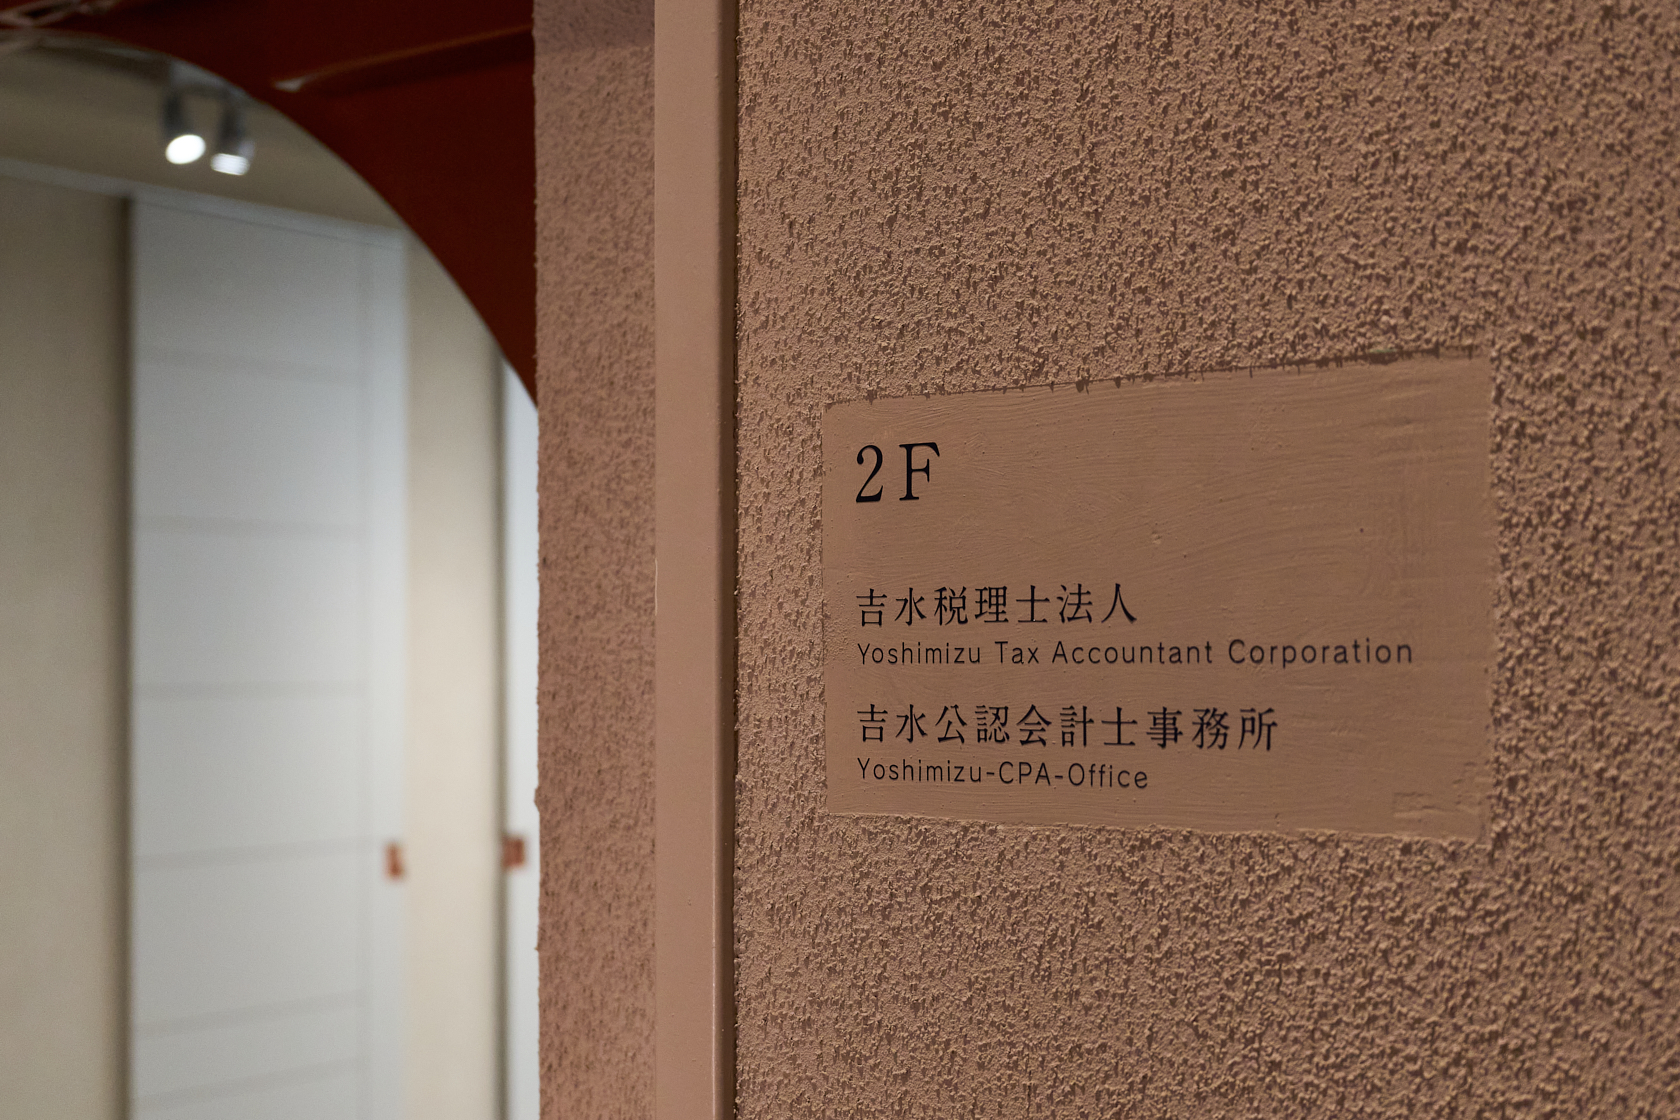 2F
吉水税理士法人
Yoshimizu Tax Accountant Corporation
吉水公認会計士事務所
Yoshimizu-CPA-Office